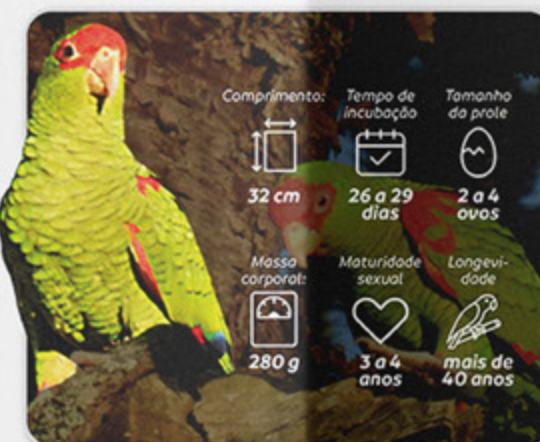 Comprimento:
32 cm
Tempo de
incubação
26 a 29
dias
Tamanho
da prole
2 a 4
ovos
Massa
corporal:
280 g
Maturidade
sexual
3 a 4
anos
Longevi-
dade
mais de
40 anos